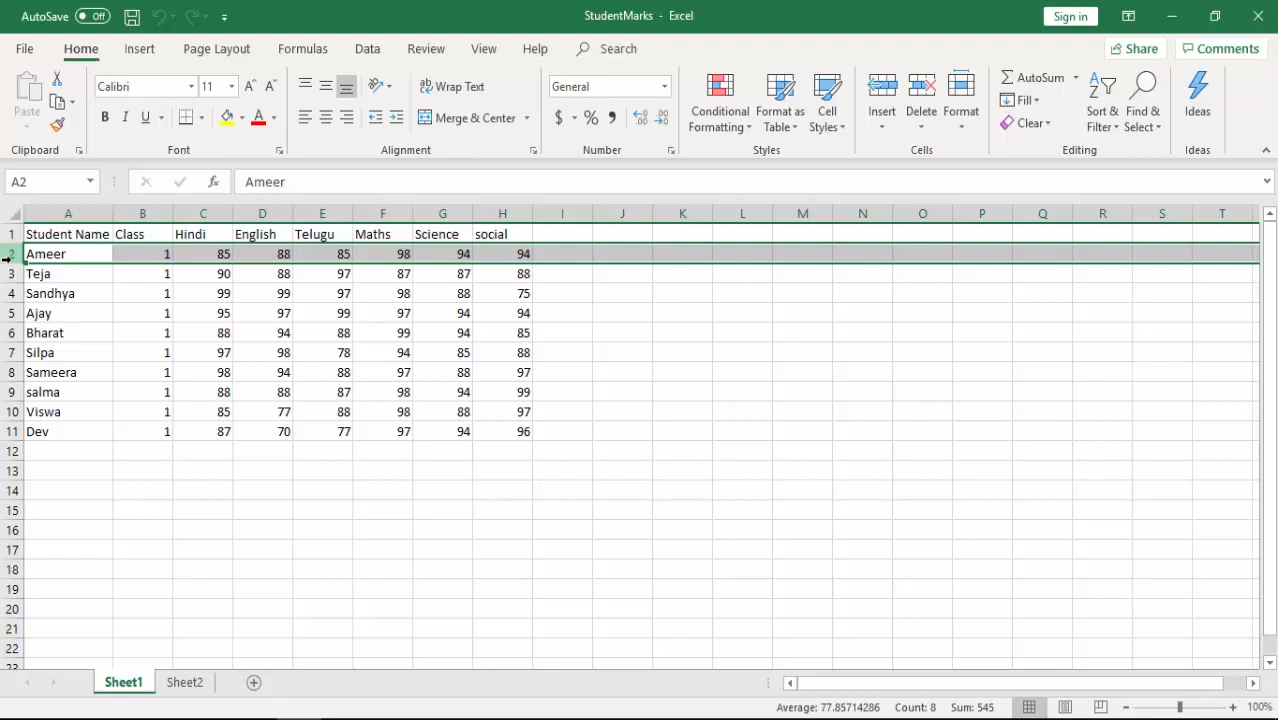 AutoSave Off StudentMarks - Excel Sign in
File Home Insert Page Layout Formulas Data Review View Help Search Share Comments
Paste Calibri 11 A A B I U A Wrap Text Merge & Center General $ % , Conditional Formatting Format as Table Cell Styles Insert Delete Format AutoSum Fill Clear Sort & Filter Find & Select Ideas
Clipboard Font Alignment Number Styles Cells Editing Ideas
A2 fx Ameer
A B C D E F G H I J K L M N O P Q R S T
1 Student Name Class Hindi English Telugu Maths Science social
2 Ameer 1 85 88 85 98 94 94
3 Teja 1 90 88 97 87 87 88
4 Sandhya 1 99 99 97 98 88 75
5 Ajay 1 95 97 99 97 94 94
6 Bharat 1 88 94 88 99 94 85
7 Silpa 1 97 98 78 94 85 88
8 Sameera 1 98 94 88 97 88 97
9 salma 1 88 88 87 98 94 99
10 Viswa 1 85 77 88 98 88 97
11 Dev 1 87 70 77 97 94 96
12
13
14
15
16
17
18
19
20
21
22
23
Sheet1 Sheet2
Average: 77.85714286 Count: 8 Sum: 545 100%